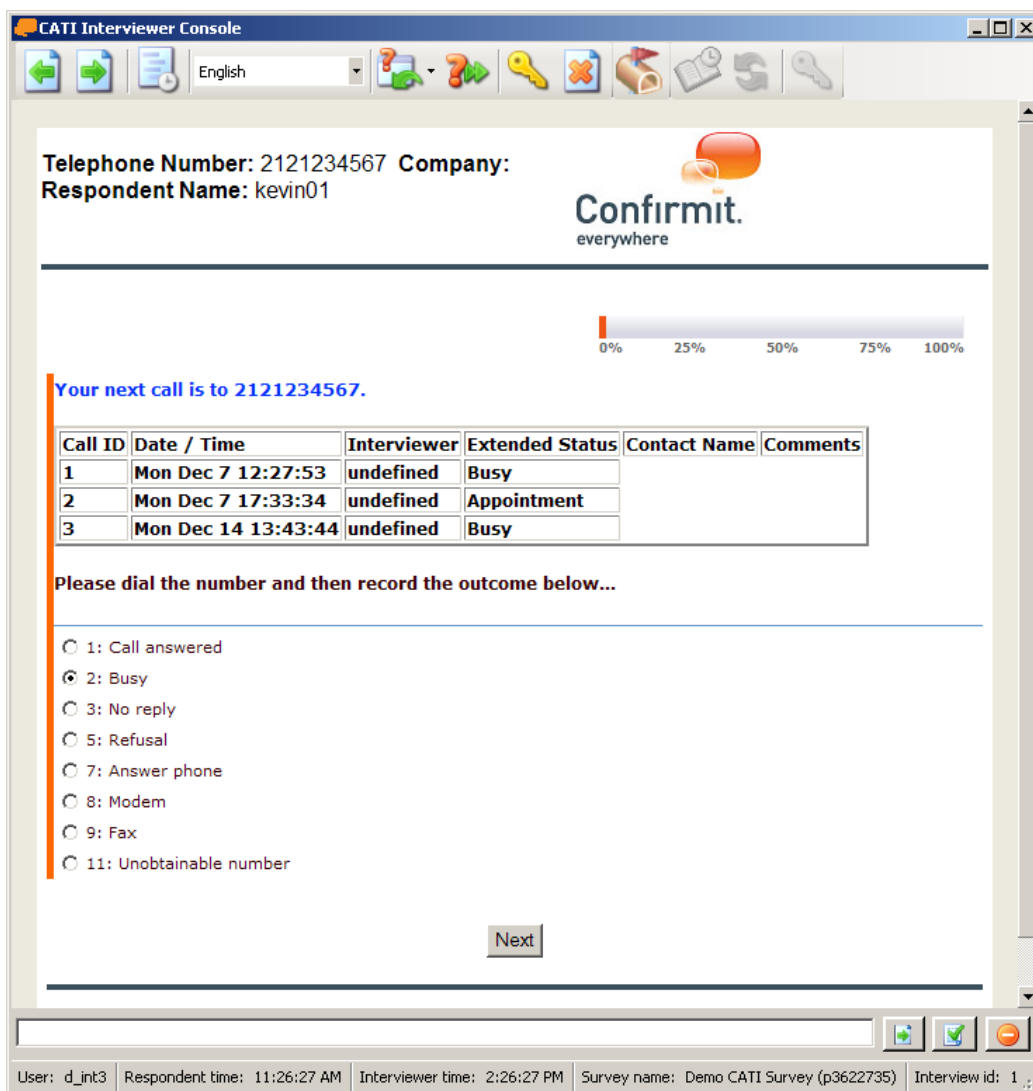 CATI Interviewer Console
English
Telephone Number: 2121234567 Company:
Respondent Name: kevin01
Confirmit.
everywhere
0% 25% 50% 75% 100%
Your next call is to 2121234567.
Call ID Date / Time Interviewer Extended Status Contact Name Comments
1 Mon Dec 7 12:27:53 undefined Busy
2 Mon Dec 7 17:33:34 undefined Appointment
3 Mon Dec 14 13:43:44 undefined Busy
Please dial the number and then record the outcome below...
1: Call answered
2: Busy
3: No reply
5: Refusal
7: Answer phone
8: Modem
9: Fax
11: Unobtainable number
Next
User: d_int3 Respondent time: 11:26:27 AM Interviewer time: 2:26:27 PM Survey name: Demo CATI Survey (p3622735) Interview id: 1